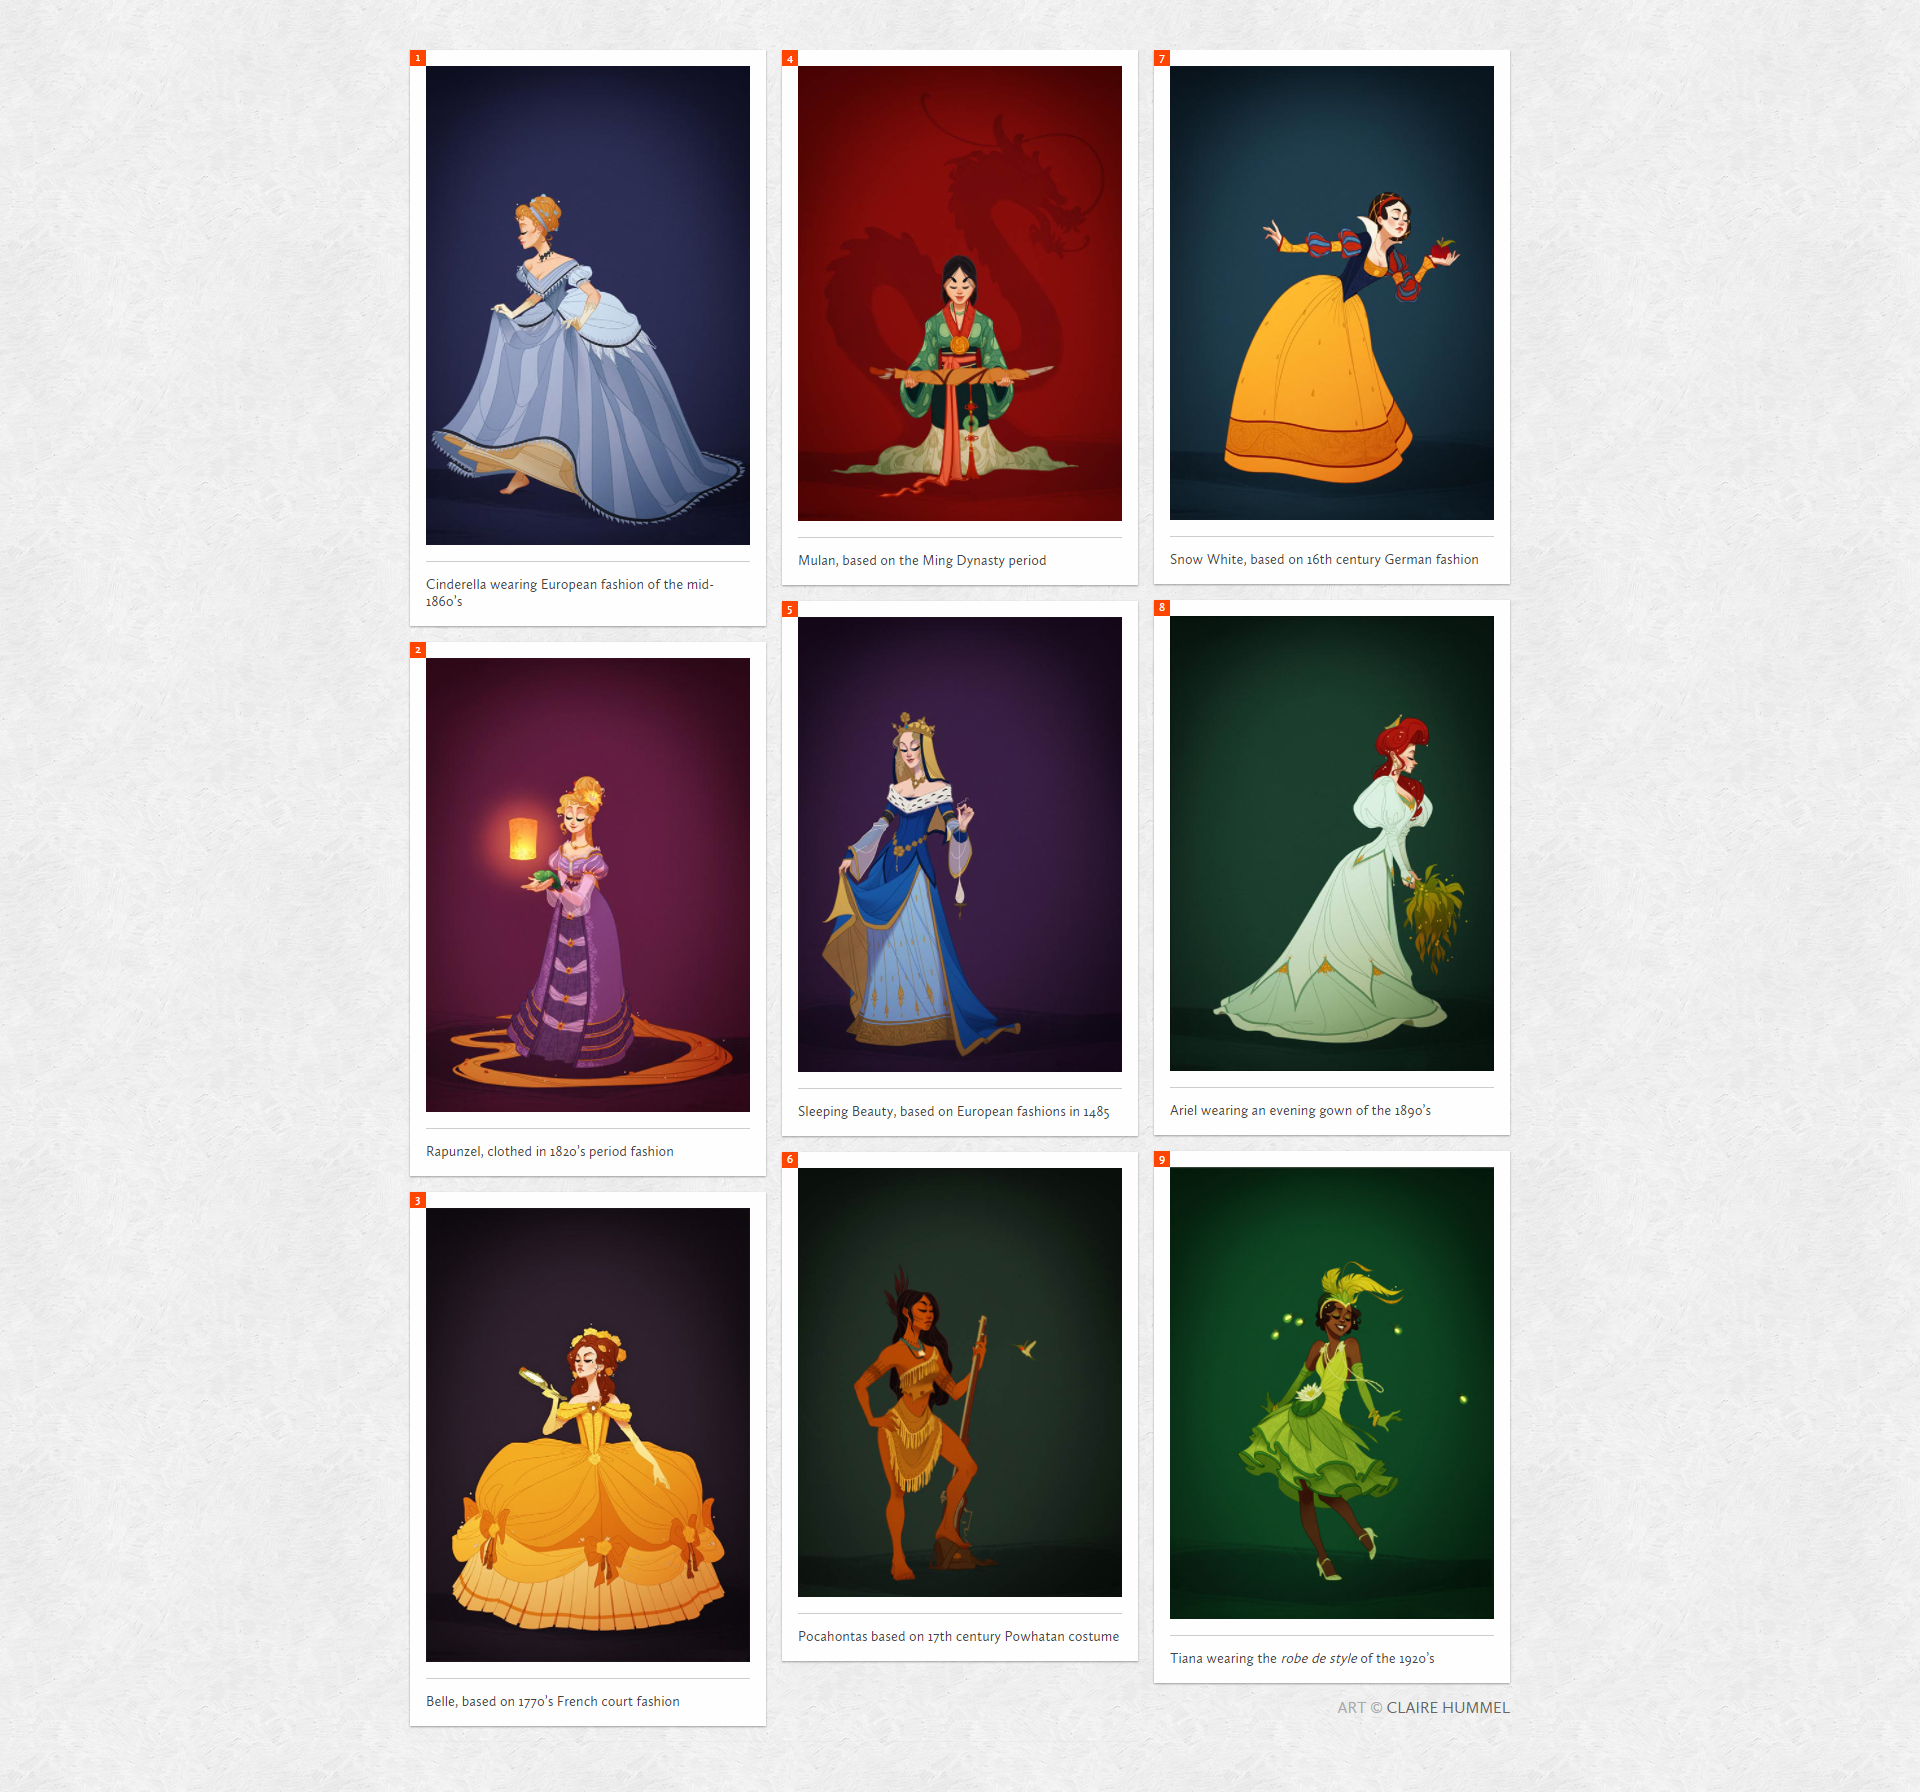 1
Cinderella wearing European fashion of the mid-
1860's
2
Rapunzel, clothed in 1820's period fashion
3
Belle, based on 1770's French court fashion
4
Mulan, based on the Ming Dynasty period
5
Sleeping Beauty, based on European fashions in 1485
6
Pocahontas based on 17th century Powhatan costume
7
Snow White, based on 16th century German fashion
8
Ariel wearing an evening gown of the 1890's
9
Tiana wearing the robe de style of the 1920's
ART © CLAIRE HUMMEL